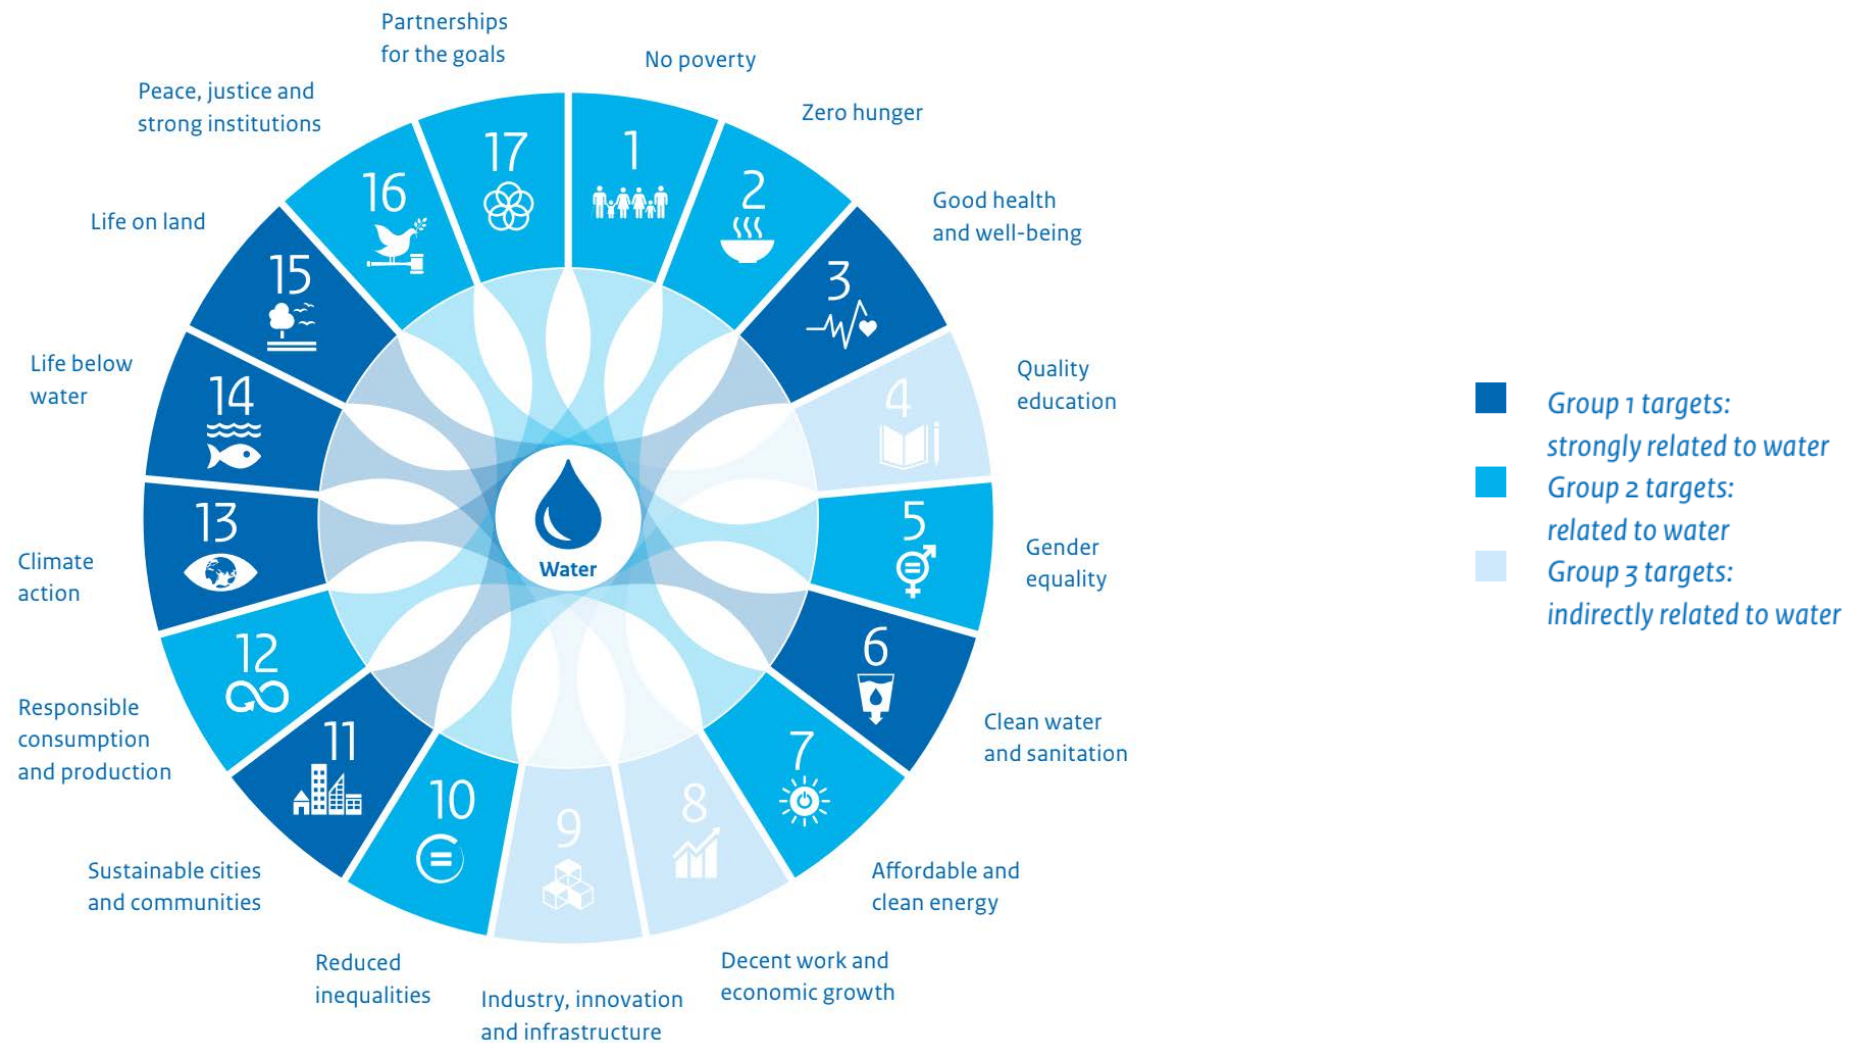 Partnerships
for the goals
No poverty
Peace, justice and
strong institutions
Zero hunger
Life on land
Good health
and well-being
Life below
water
Quality
education
Climate
action
Gender
equality
Responsible
consumption
and production
Clean water
and sanitation
Sustainable cities
and communities
Affordable and
clean energy
Reduced
inequalities
Industry, innovation
and infrastructure
Decent work and
economic growth
1
2
3
4
5
6
7
8
9
10
11
12
13
14
15
16
17
Water
Group 1 targets:
strongly related to water
Group 2 targets:
related to water
Group 3 targets:
indirectly related to water